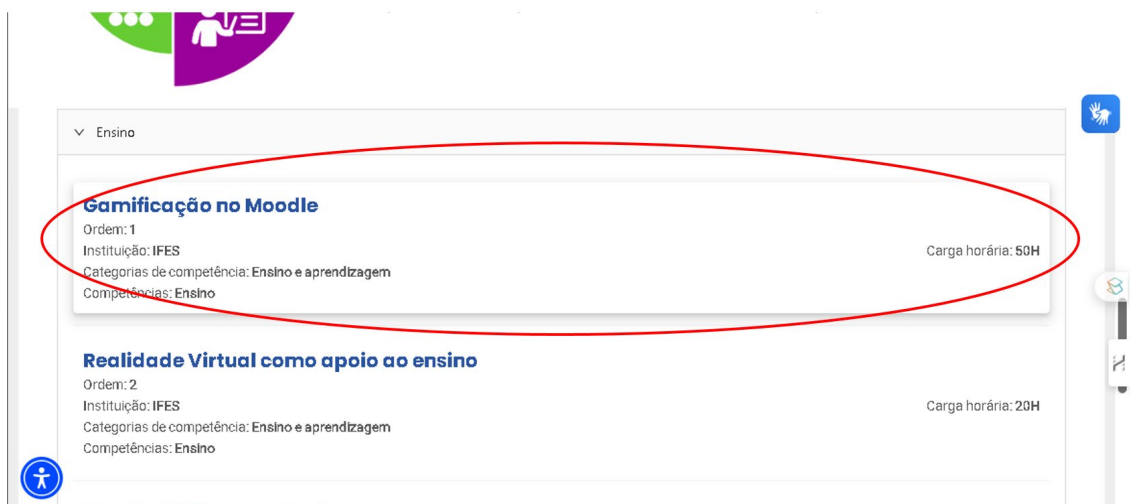 Ensino
Gamificação no Moodle
Ordem: 1
Instituição: IFES
Carga horária: 50H
Categorias de competência: Ensino e aprendizagem
Competências: Ensino
Realidade Virtual como apoio ao ensino
Ordem: 2
Instituição: IFES
Carga horária: 20H
Categorias de competência: Ensino e aprendizagem
Competências: Ensino